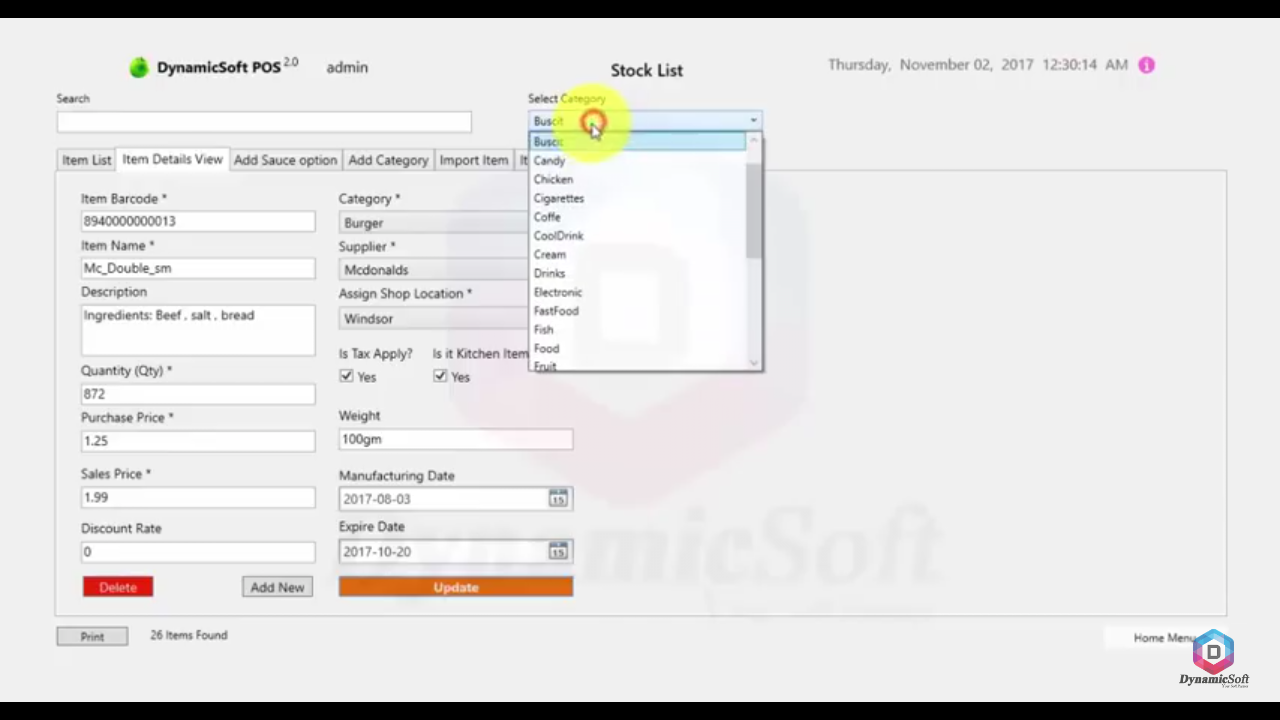 DynamicSoft POS 2.0
admin
Stock List
Thursday, November 02, 2017 12:30:14 AM
Search
Select Category
Buscit
Buscit
Candy
Chicken
Cigarettes
Coffe
CoolDrink
Cream
Drinks
Electronic
FastFood
Fish
Food
Fruit
Item List
Item Details View
Add Sauce option
Add Category
Import Item
Item Barcode *
8940000000013
Item Name *
Mc_Double_sm
Description
Ingredients: Beef , salt , bread
Quantity (Qty) *
872
Purchase Price *
1.25
Sales Price *
1.99
Discount Rate
0
Delete
Add New
Category *
Burger
Supplier *
Mcdonalds
Assign Shop Location *
Windsor
Is Tax Apply?
Is it Kitchen Item
Yes
Yes
Weight
100gm
Manufacturing Date
2017-08-03
15
Expire Date
2017-10-20
15
Update
DynamicSoft
Print
26 Items Found
Home Menu
DynamicSoft